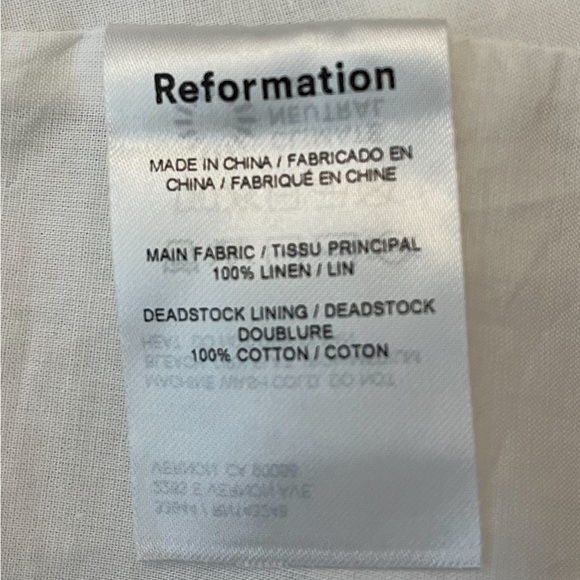 Reformation
MADE IN CHINA / FABRICADO EN
CHINA / FABRIQUÉ EN CHINE
MAIN FABRIC / TISSU PRINCIPAL
100% LINEN / LIN
DEADSTOCK LINING / DEADSTOCK
DOUBLURE
100% COTTON / COTON